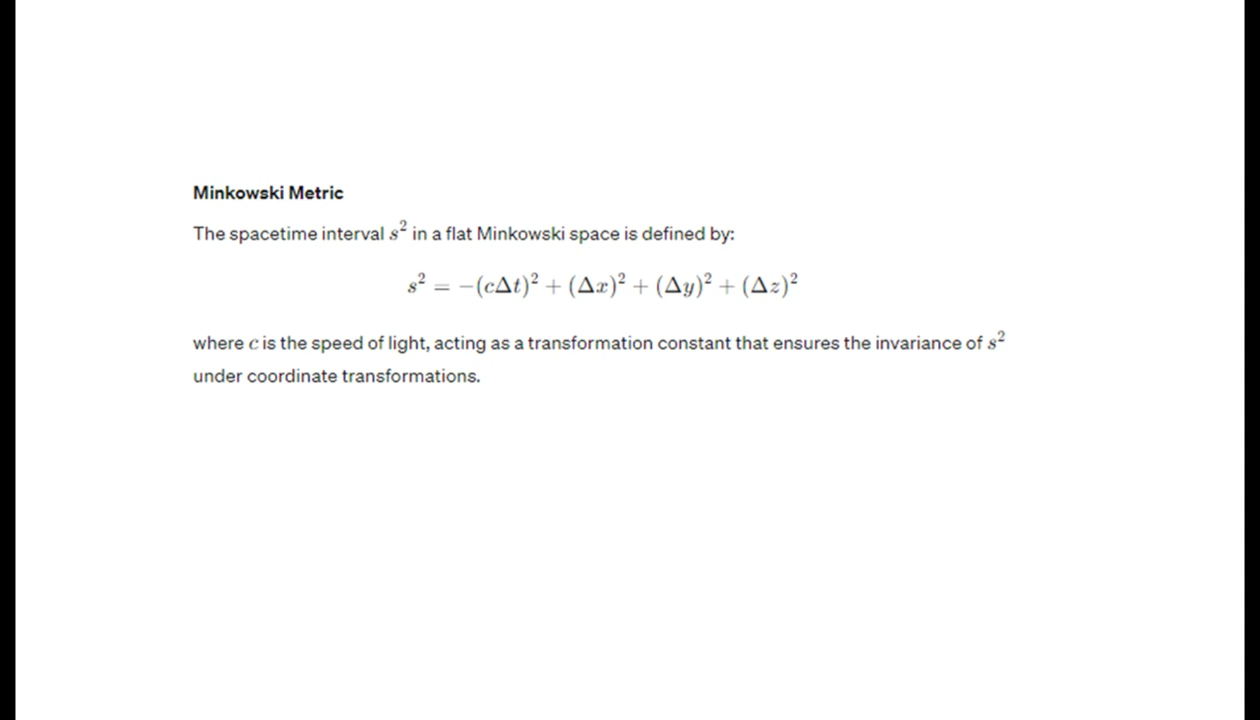 Minkowski Metric
The spacetime interval s² in a flat Minkowski space is defined by:
s² = −(cΔt)² + (Δx)² + (Δy)² + (Δz)²
where c is the speed of light, acting as a transformation constant that ensures the invariance of s²
under coordinate transformations.